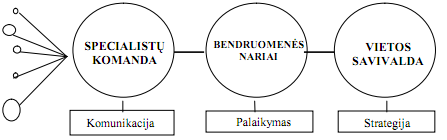 SPECIALISTŲ
KOMANDA
BENDRUOMENĖS
NARIAI
VIETOS
SAVIVALDA
Komunikacija
Palaikymas
Strategija